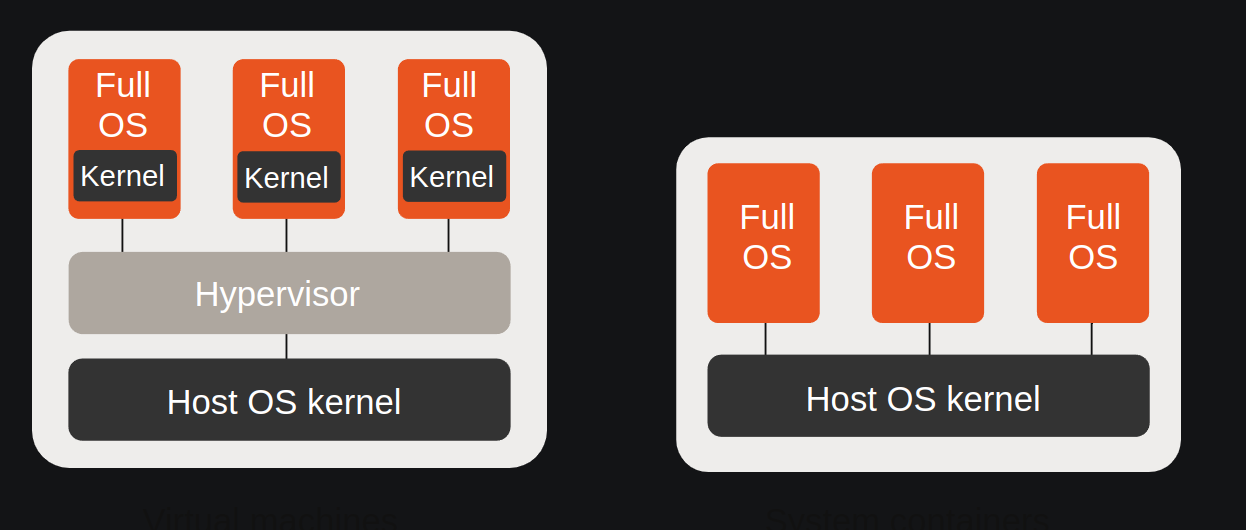 Full
OS
Kernel
Full
OS
Kernel
Full
OS
Kernel
Hypervisor
Host OS kernel
Virtual machines
Full
OS
Full
OS
Full
OS
Host OS kernel
System containers